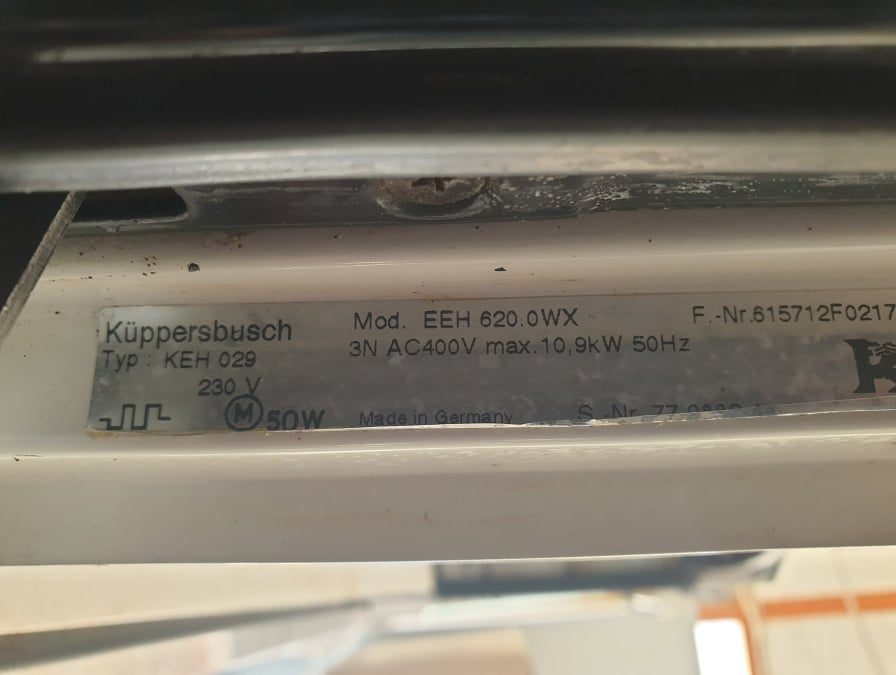 Küppersbusch Mod. EEH 620.0WX F.-Nr.615712F0217
Typ : KEH 029 3N AC400V max.10,9kW 50Hz
230 V
M 50W Made in Germany S.-Nr.